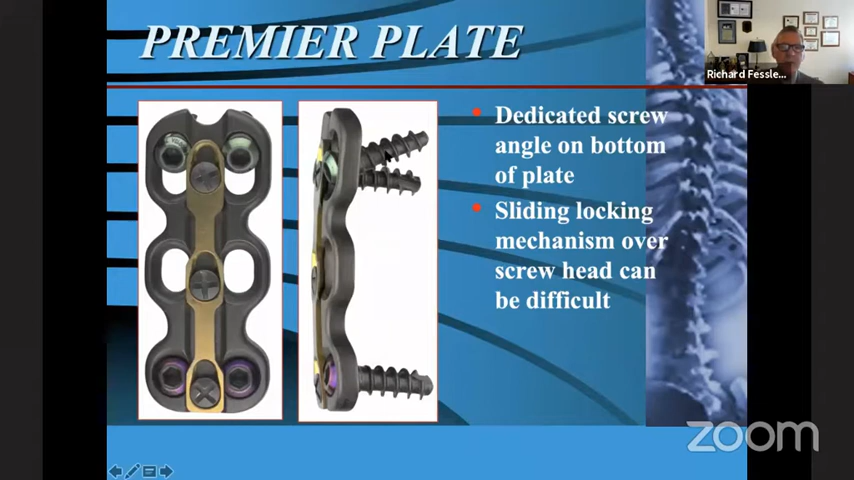 PREMIER PLATE
Richard Fessle...
Dedicated screw
angle on bottom
of plate
Sliding locking
mechanism over
screw head can
be difficult
zoom